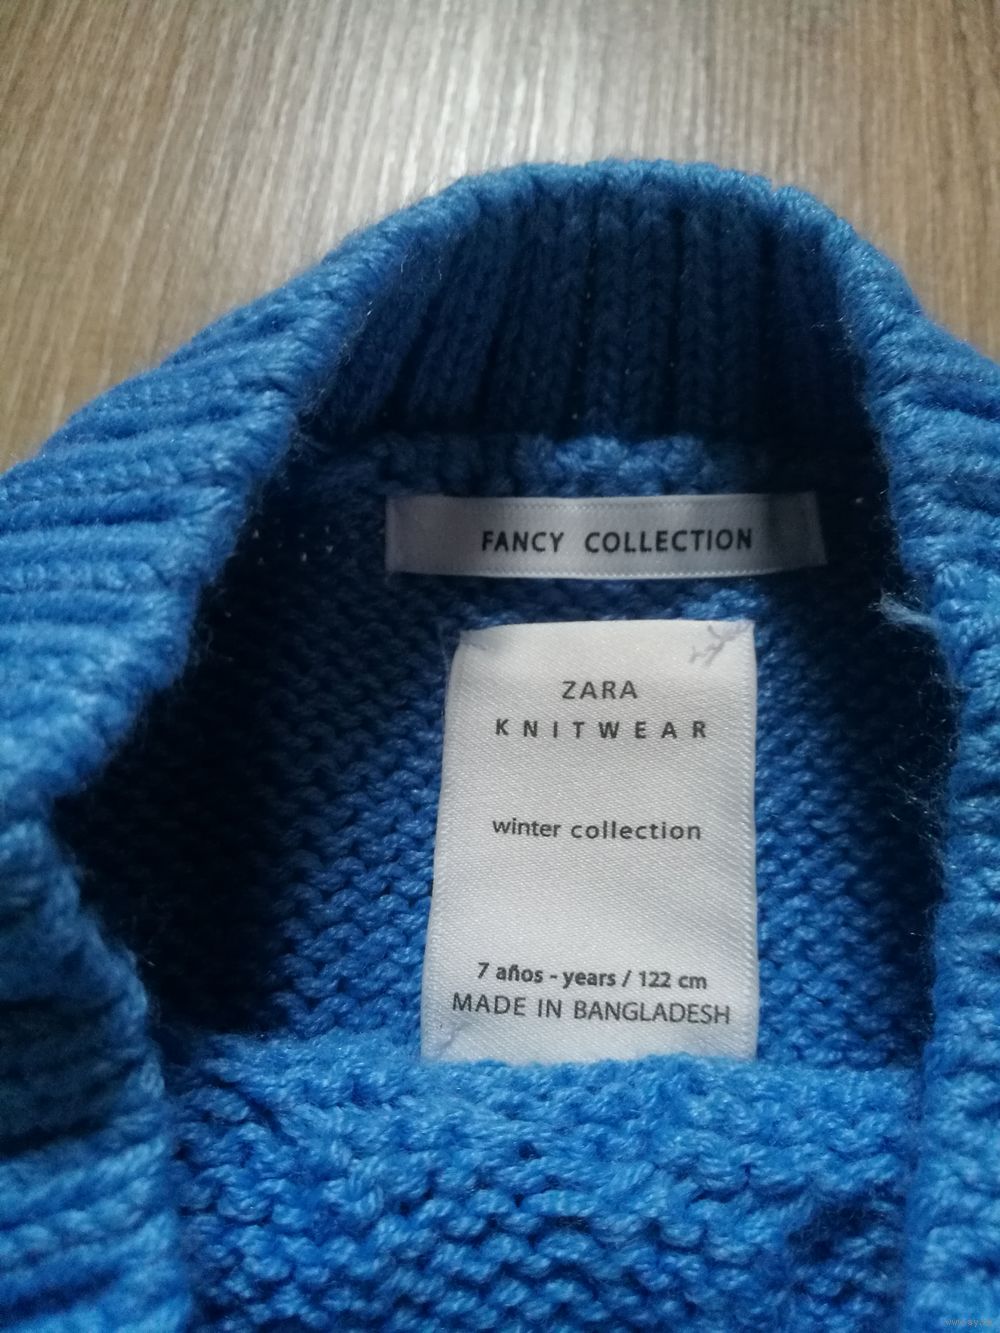 FANCY COLLECTION
ZARA
KNITWEAR
winter collection
7 años - years / 122 cm
MADE IN BANGLADESH